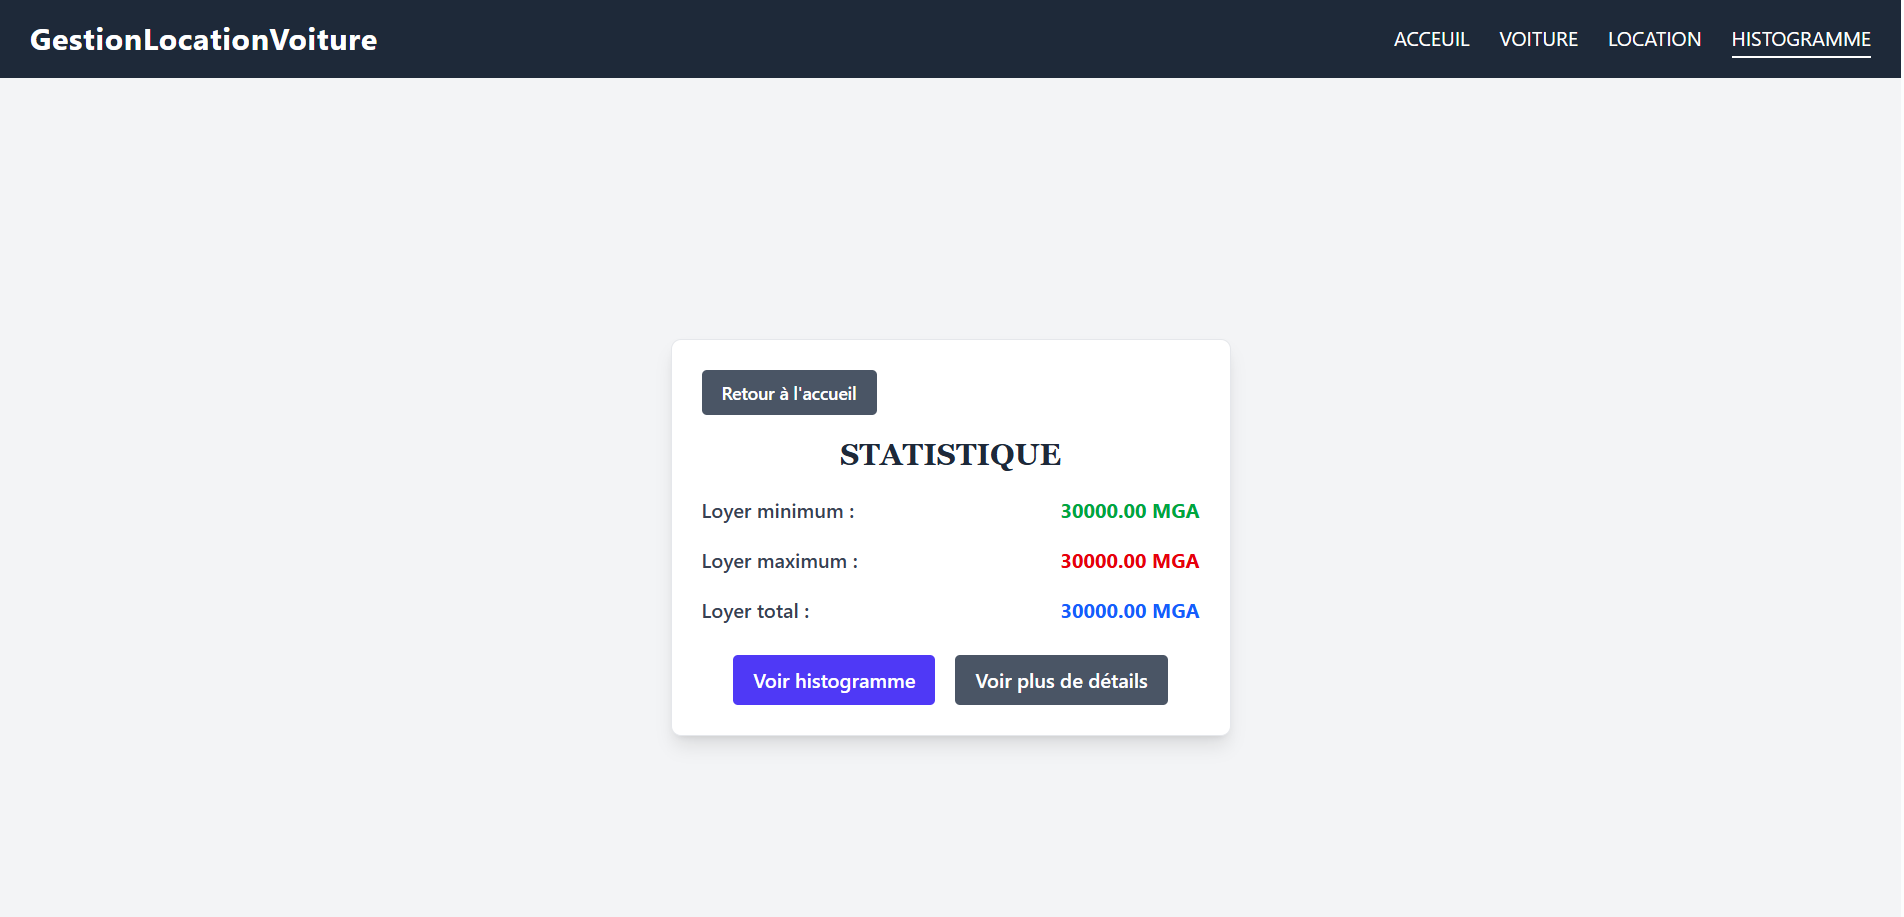 GestionLocationVoiture
ACCEUIL VOITURE LOCATION HISTOGRAMME
Retour à l'accueil
STATISTIQUE
Loyer minimum : 30000.00 MGA
Loyer maximum : 30000.00 MGA
Loyer total : 30000.00 MGA
Voir histogramme Voir plus de détails